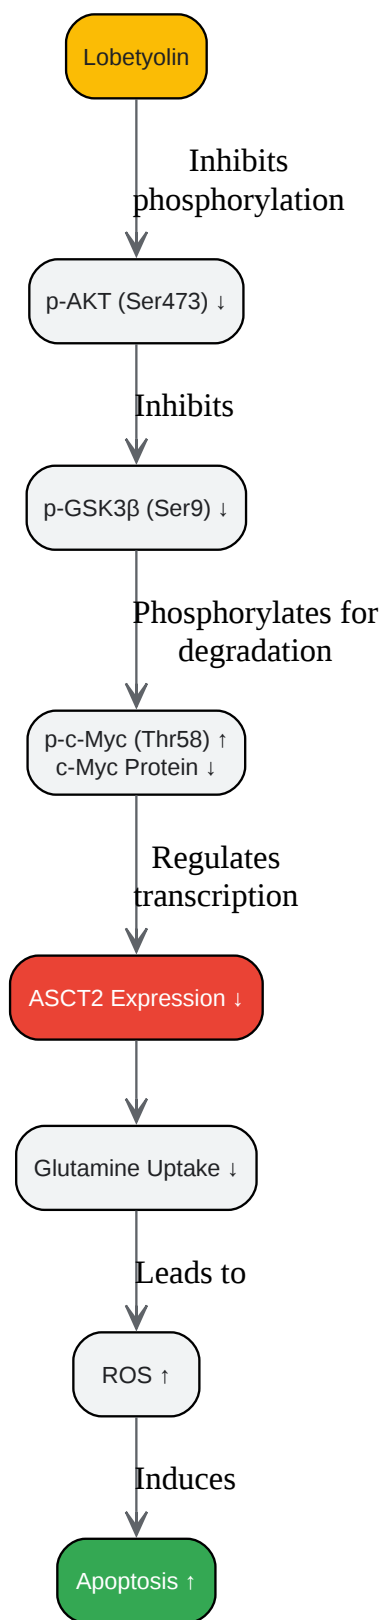 Lobetyolin
Inhibits
phosphorylation
p-AKT (Ser473) ↓
Inhibits
p-GSK3β (Ser9) ↓
Phosphorylates for
degradation
p-c-Myc (Thr58) ↑
c-Myc Protein ↓
Regulates
transcription
ASCT2 Expression ↓
Glutamine Uptake ↓
Leads to
ROS ↑
Induces
Apoptosis ↑